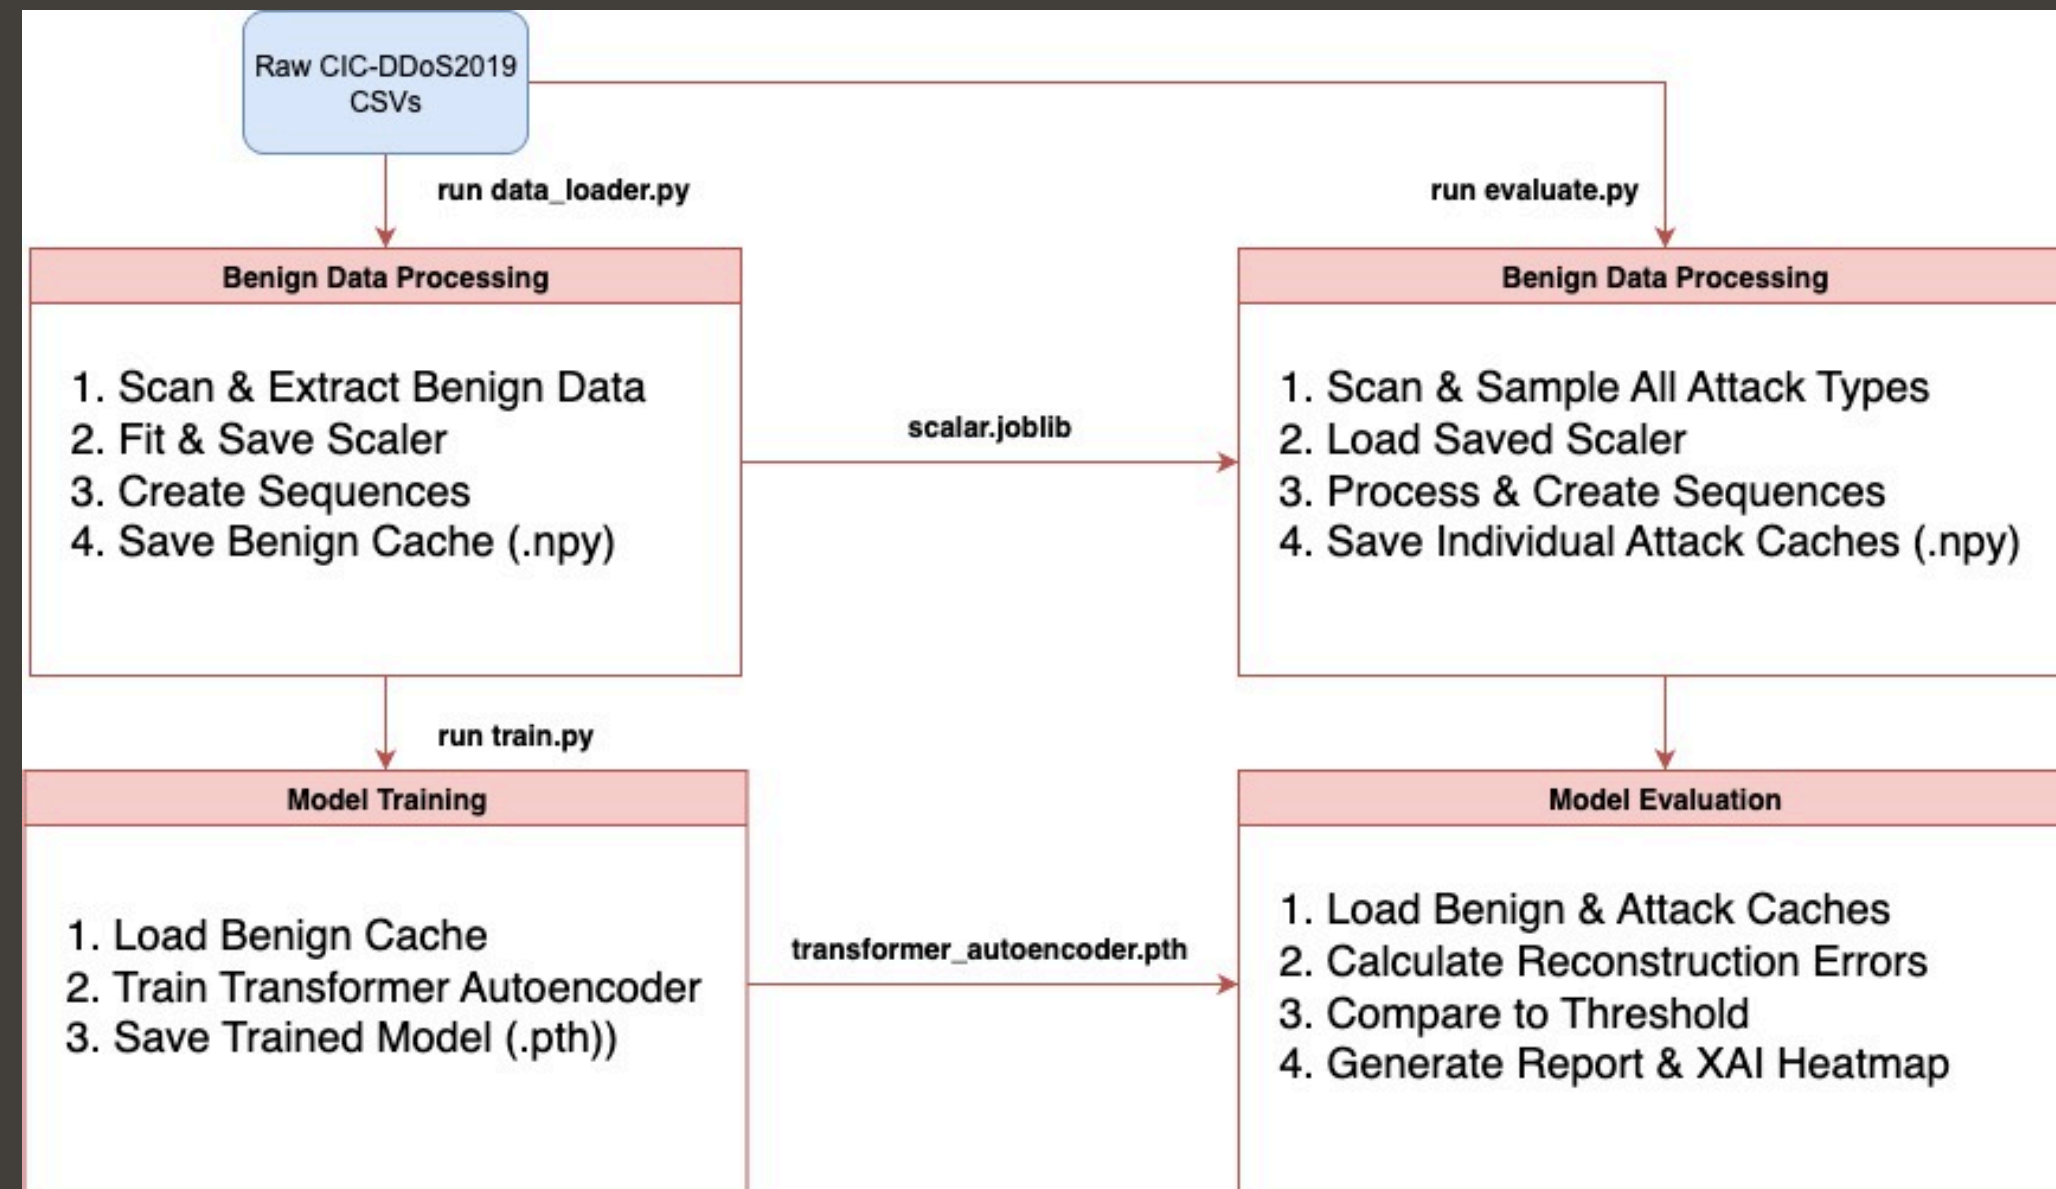 Raw CIC-DDoS2019
CSVs
run data_loader.py
run evaluate.py
Benign Data Processing
1. Scan & Extract Benign Data
2. Fit & Save Scaler
3. Create Sequences
4. Save Benign Cache (.npy)
scalar.joblib
Benign Data Processing
1. Scan & Sample All Attack Types
2. Load Saved Scaler
3. Process & Create Sequences
4. Save Individual Attack Caches (.npy)
run train.py
Model Training
1. Load Benign Cache
2. Train Transformer Autoencoder
3. Save Trained Model (.pth))
transformer_autoencoder.pth
Model Evaluation
1. Load Benign & Attack Caches
2. Calculate Reconstruction Errors
3. Compare to Threshold
4. Generate Report & XAI Heatmap